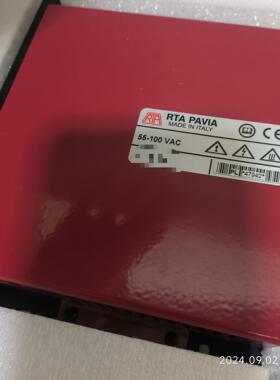 RTA PAVIA
MADE IN ITALY
55-100 VAC
2024.09.02